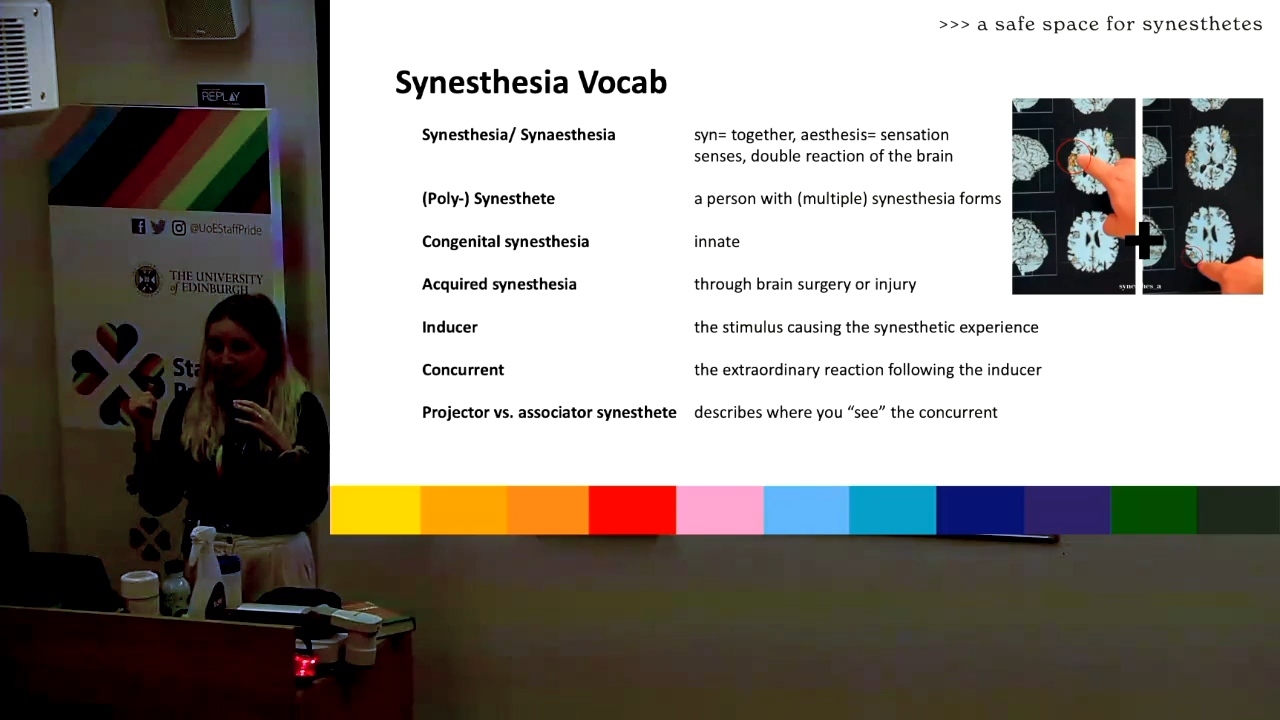 >>> a safe space for synesthetes
Synesthesia Vocab
Synesthesia/ Synaesthesia syn= together, aesthesis= sensation
senses, double reaction of the brain
(Poly-) Synesthete a person with (multiple) synesthesia forms
Congenital synesthesia innate
Acquired synesthesia through brain surgery or injury
Inducer the stimulus causing the synesthetic experience
Concurrent the extraordinary reaction following the inducer
Projector vs. associator synesthete describes where you “see” the concurrent
REPLAY
@UoEStaffPride
THE UNIVERSITY
of EDINBURGH